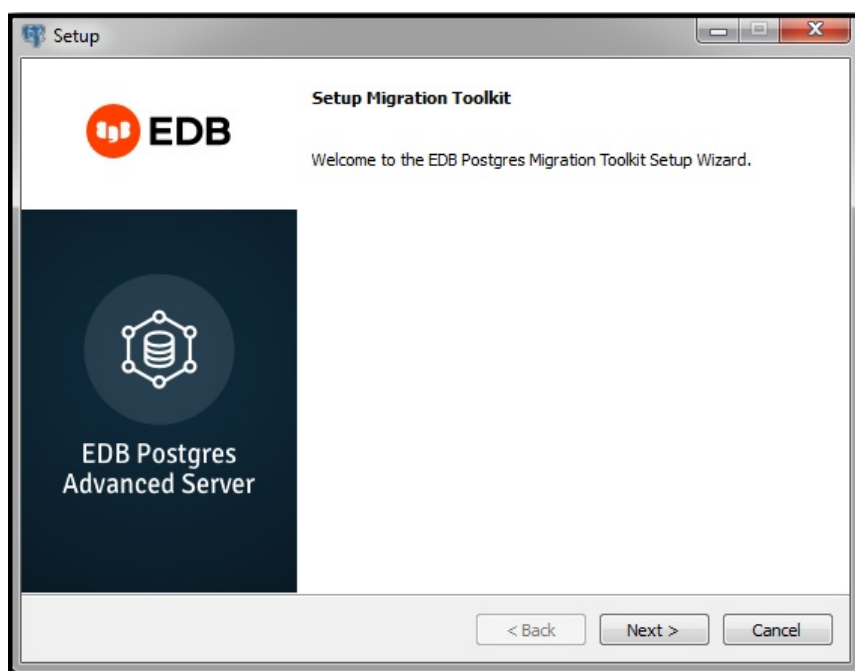 Setup
EDB
Setup Migration Toolkit
Welcome to the EDB Postgres Migration Toolkit Setup Wizard.
EDB Postgres
Advanced Server
< Back
Next >
Cancel